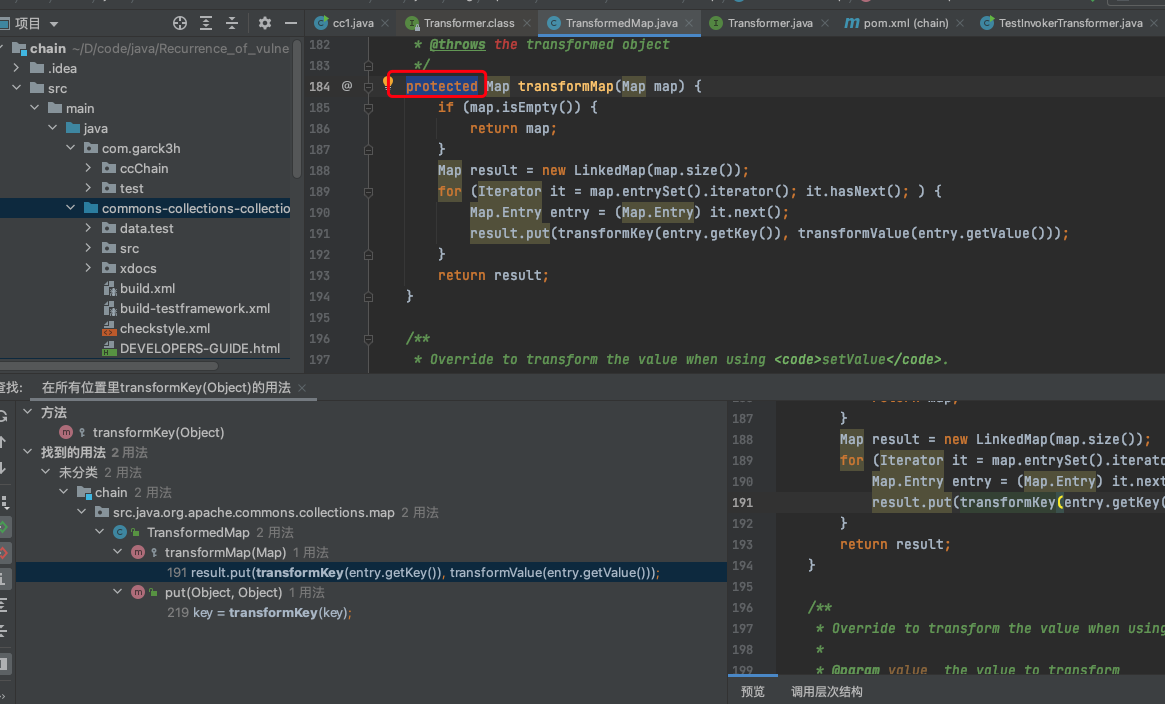 项目
cc1.java
Transformer.class
TransformedMap.java
Transformer.java
pom.xml (chain)
TestInvokerTransformer.java
chain ~/D/code/java/Recurrence_of_vulne
.idea
src
main
java
com.garck3h
ccChain
test
commons-collections-collectio
data.test
src
xdocs
build.xml
build-testframework.xml
checkstyle.xml
DEVELOPERS-GUIDE.html
182 * @throws the transformed object
183 */
184 @ protected Map transformMap(Map map) {
185 if (map.isEmpty()) {
186 return map;
187 }
188 Map result = new LinkedMap(map.size());
189 for (Iterator it = map.entrySet().iterator(); it.hasNext(); ) {
190 Map.Entry entry = (Map.Entry) it.next();
191 result.put(transformKey(entry.getKey()), transformValue(entry.getValue()));
192 }
193 return result;
194 }
195
196 /**
197 * Override to transform the value when using <code>setValue</code>.
查找: 在所有位置里transformKey(Object)的用法
方法
transformKey(Object)
找到的用法 2 用法
未分类 2 用法
chain 2 用法
src.java.org.apache.commons.collections.map 2 用法
TransformedMap 2 用法
transformMap(Map) 1 用法
191 result.put(transformKey(entry.getKey()), transformValue(entry.getValue()));
put(Object, Object) 1 用法
219 key = transformKey(key);
187 }
188 Map result = new LinkedMap(map.size());
189 for (Iterator it = map.entrySet().iterato
190 Map.Entry entry = (Map.Entry) it.next
191 result.put(transformKey(entry.getKey(
192 }
193 return result;
194 }
195
196 /**
197 * Override to transform the value when using
198 *
199 * @param value the value to transform
预览
调用层次结构